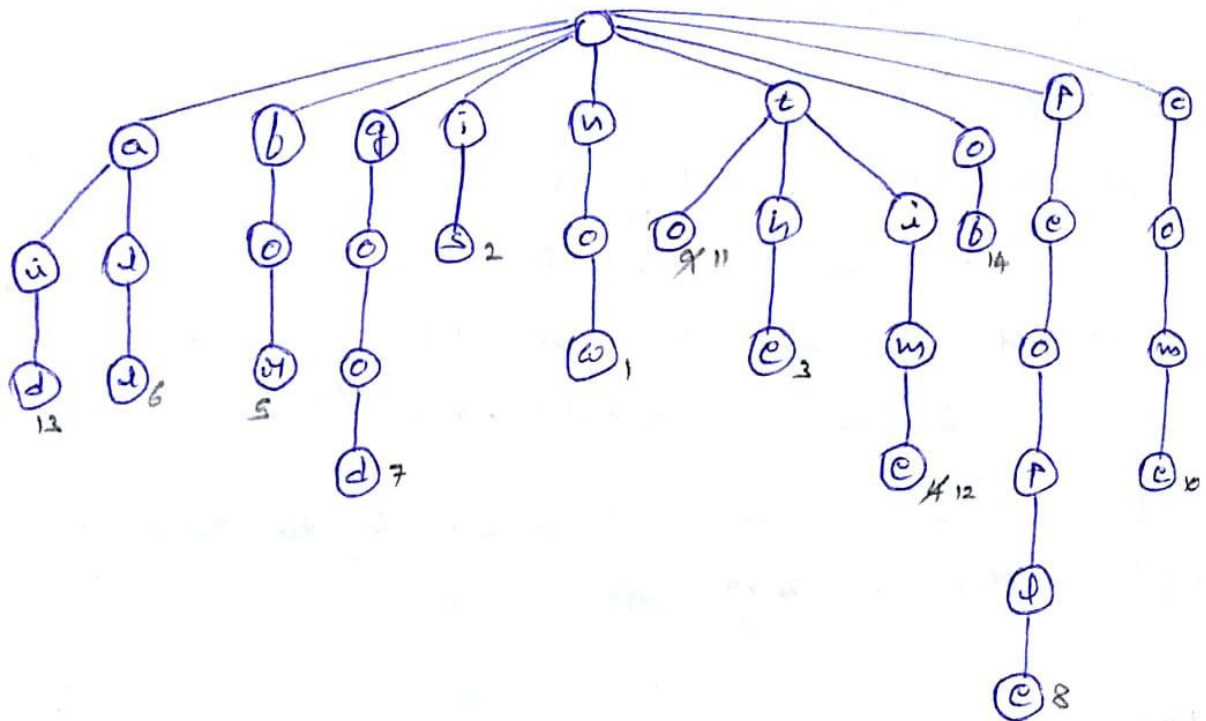 a f g i n t o p c
i l o o s 2 o o 11 h i f 14 e o
d 13 l 6 r 5 o w 1 e 3 m o m
d 7 e 12 p e 10
l
e 8